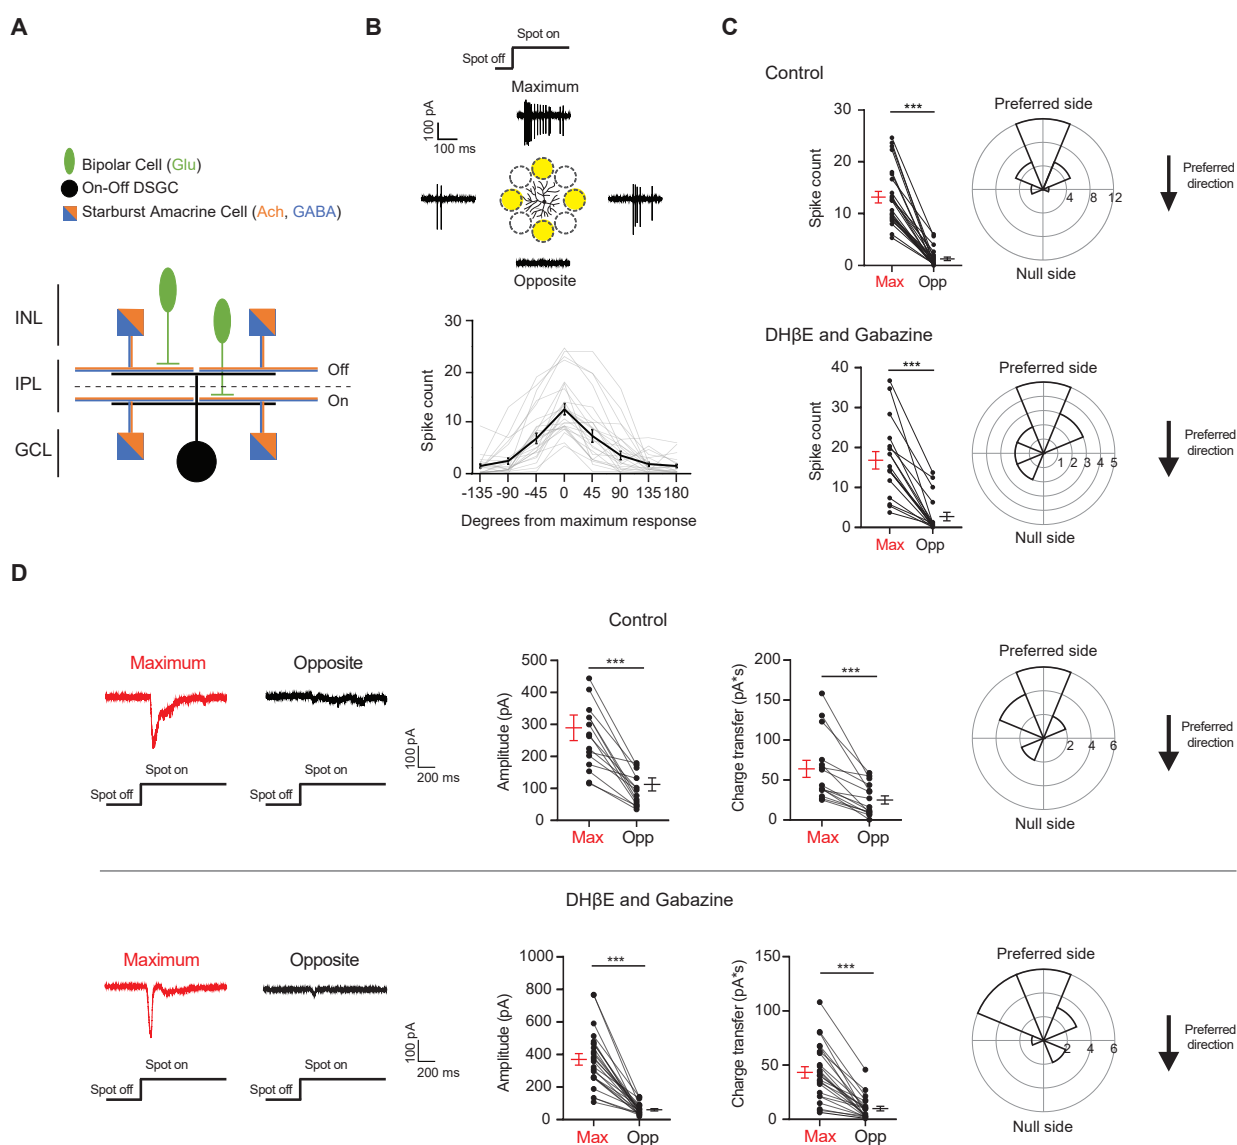 A
Bipolar Cell (Glu)
On-Off DSGC
Starburst Amacrine Cell (Ach, GABA)
INL
IPL
GCL
Off
On
B
Spot on
Spot off
Maximum
100 pA
100 ms
Opposite
30
20
10
0
Spike count
-135 -90 -45 0 45 90 135 180
Degrees from maximum response
C
Control
30
20
10
0
Spike count
***
Max Opp
Preferred side
4 8 12
Null side
Preferred
direction
DHβE and Gabazine
40
30
20
10
0
Spike count
***
Max Opp
Preferred side
1 2 3 4 5
Null side
Preferred
direction
D
Control
Maximum
Opposite
Spot on
Spot off
Spot on
Spot off
100 pA
200 ms
500
400
300
200
100
0
Amplitude (pA)
***
Max Opp
200
150
100
50
0
Charge transfer (pA*s)
***
Max Opp
Preferred side
2 4 6
Null side
Preferred
direction
DHβE and Gabazine
Maximum
Opposite
Spot on
Spot off
Spot on
Spot off
100 pA
200 ms
1000
800
600
400
200
0
Amplitude (pA)
***
Max Opp
150
100
50
0
Charge transfer (pA*s)
***
Max Opp
Preferred side
2 4 6
Null side
Preferred
direction